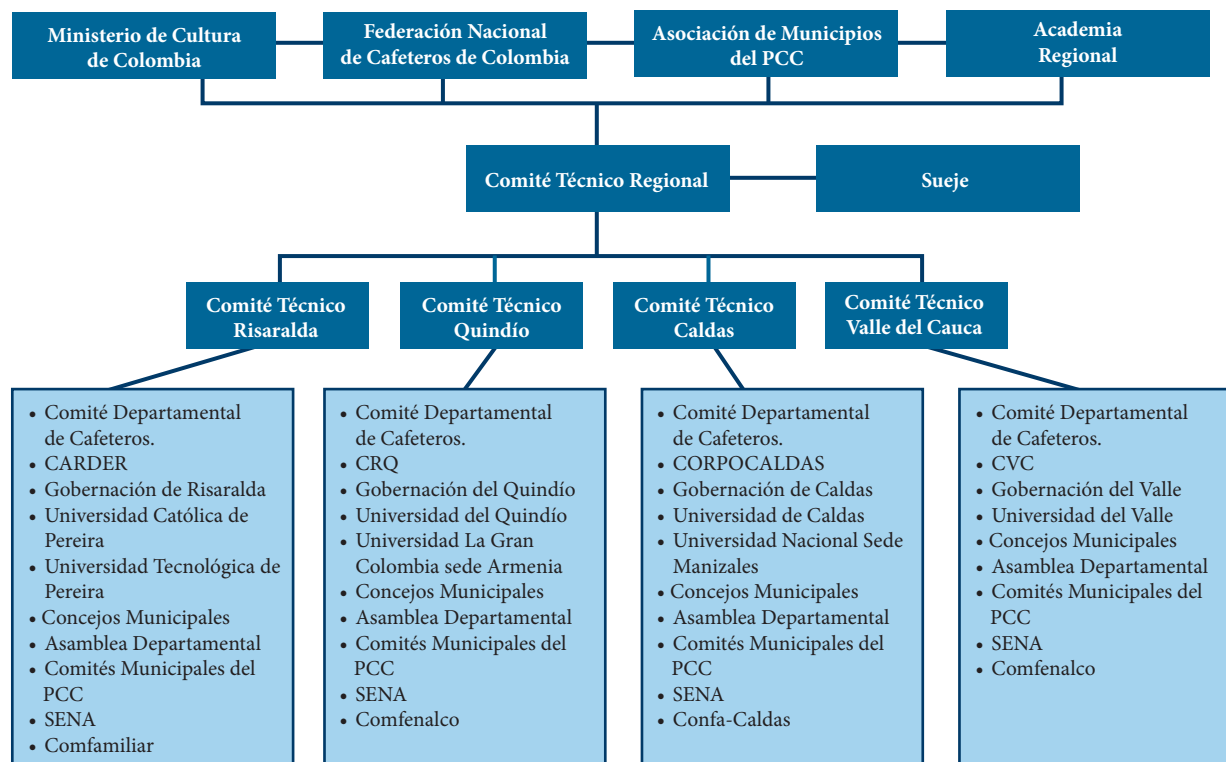 Ministerio de Cultura
de Colombia
Federación Nacional
de Cafeteros de Colombia
Asociación de Municipios
del PCC
Academia
Regional
Comité Técnico Regional
Sueje
Comité Técnico
Risaralda
Comité Técnico
Quindío
Comité Técnico
Caldas
Comité Técnico
Valle del Cauca
• Comité Departamental
de Cafeteros.
• CARDER
• Gobernación de Risaralda
• Universidad Católica de
Pereira
• Universidad Tecnológica de
Pereira
• Concejos Municipales
• Asamblea Departamental
• Comités Municipales del
PCC
• SENA
• Comfamiliar
• Comité Departamental
de Cafeteros.
• CRQ
• Gobernación del Quindío
• Universidad del Quindío
• Universidad La Gran
Colombia sede Armenia
• Concejos Municipales
• Asamblea Departamental
• Comités Municipales del
PCC
• SENA
• Comfenalco
• Comité Departamental
de Cafeteros.
• CORPOCALDAS
• Gobernación de Caldas
• Universidad de Caldas
• Universidad Nacional Sede
Manizales
• Concejos Municipales
• Asamblea Departamental
• Comités Municipales del
PCC
• SENA
• Confa-Caldas
• Comité Departamental
de Cafeteros.
• CVC
• Gobernación del Valle
• Universidad del Valle
• Concejos Municipales
• Asamblea Departamental
• Comités Municipales del
PCC
• SENA
• Comfenalco